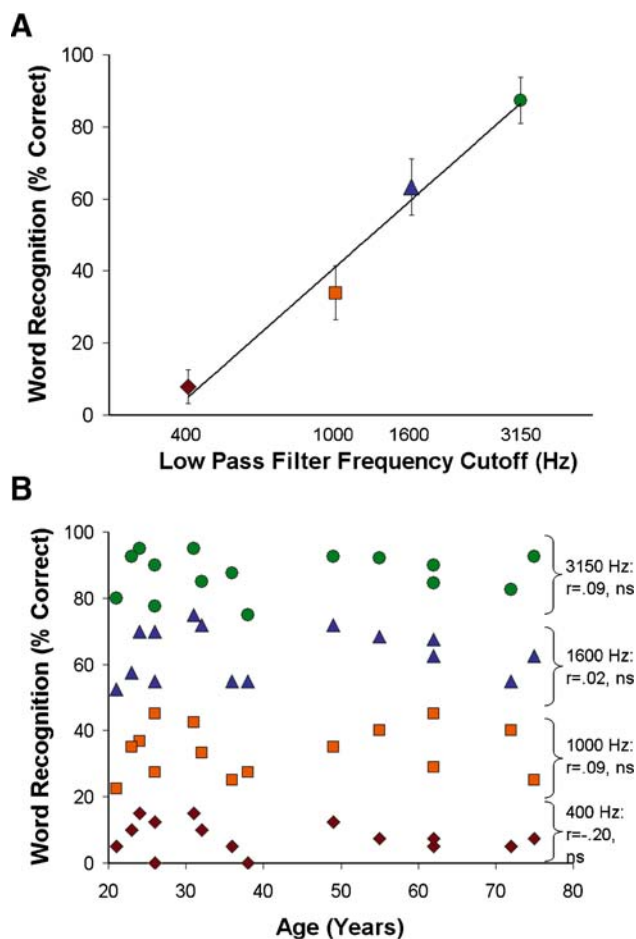 A
Word Recognition (% Correct)
100
80
60
40
20
0
400 1000 1600 3150
Low Pass Filter Frequency Cutoff (Hz)
B
Word Recognition (% Correct)
100
80
60
40
20
0
20 30 40 50 60 70 80
Age (Years)
3150 Hz:
r=.09, ns
1600 Hz:
r=.02, ns
1000 Hz:
r=.09, ns
400 Hz:
r=-.20,
ns